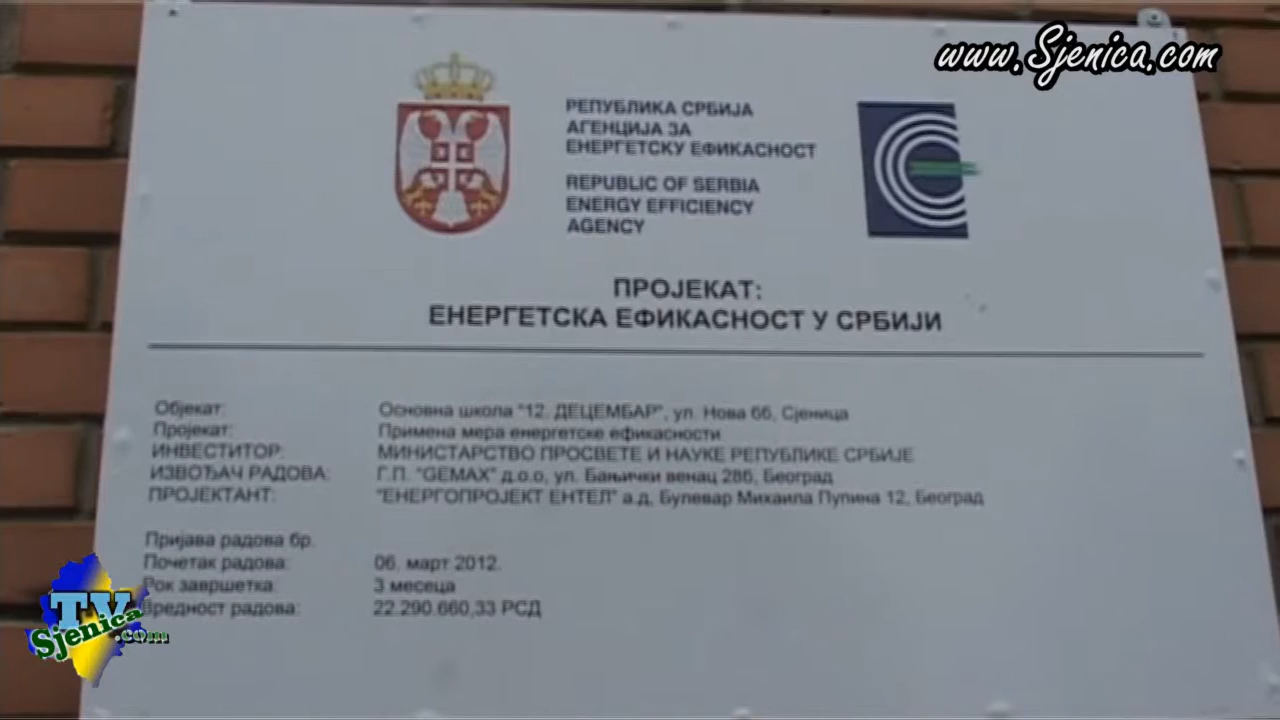 www.Sjenica.com
РЕПУБЛИКА СРБИЈА
АГЕНЦИЈА ЗА
ЕНЕРГЕТСКУ ЕФИКАСНОСТ
REPUBLIC OF SERBIA
ENERGY EFFICIENCY
AGENCY
ПРОЈЕКАТ:
ЕНЕРГЕТСКА ЕФИКАСНОСТ У СРБИЈИ
Објекат: Основна школа "12. ДЕЦЕМБАР", ул. Нова бб, Сјеница
Пројекат: Примена мера енергетске ефикасности
ИНВЕСТИТОР: МИНИСТАРСТВО ПРОСВЕТЕ И НАУКЕ РЕПУБЛИКЕ СРБИЈЕ
ИЗВОЂАЧ РАДОВА: Г.П. "GEMAX" д.о.о, ул. Бањички венац 28б, Београд
ПРОЈЕКТАНТ: "ЕНЕРГОПРОЈЕКТ ЕНТЕЛ" а.д, Булевар Михаила Пупина 12, Београд
Пријава радова бр.
Почетак радова: 06. март 2012.
Рок завршетка: 3 месеца
Вредност радова: 22.290.660,33 РСД
TV
Sjenica
.com